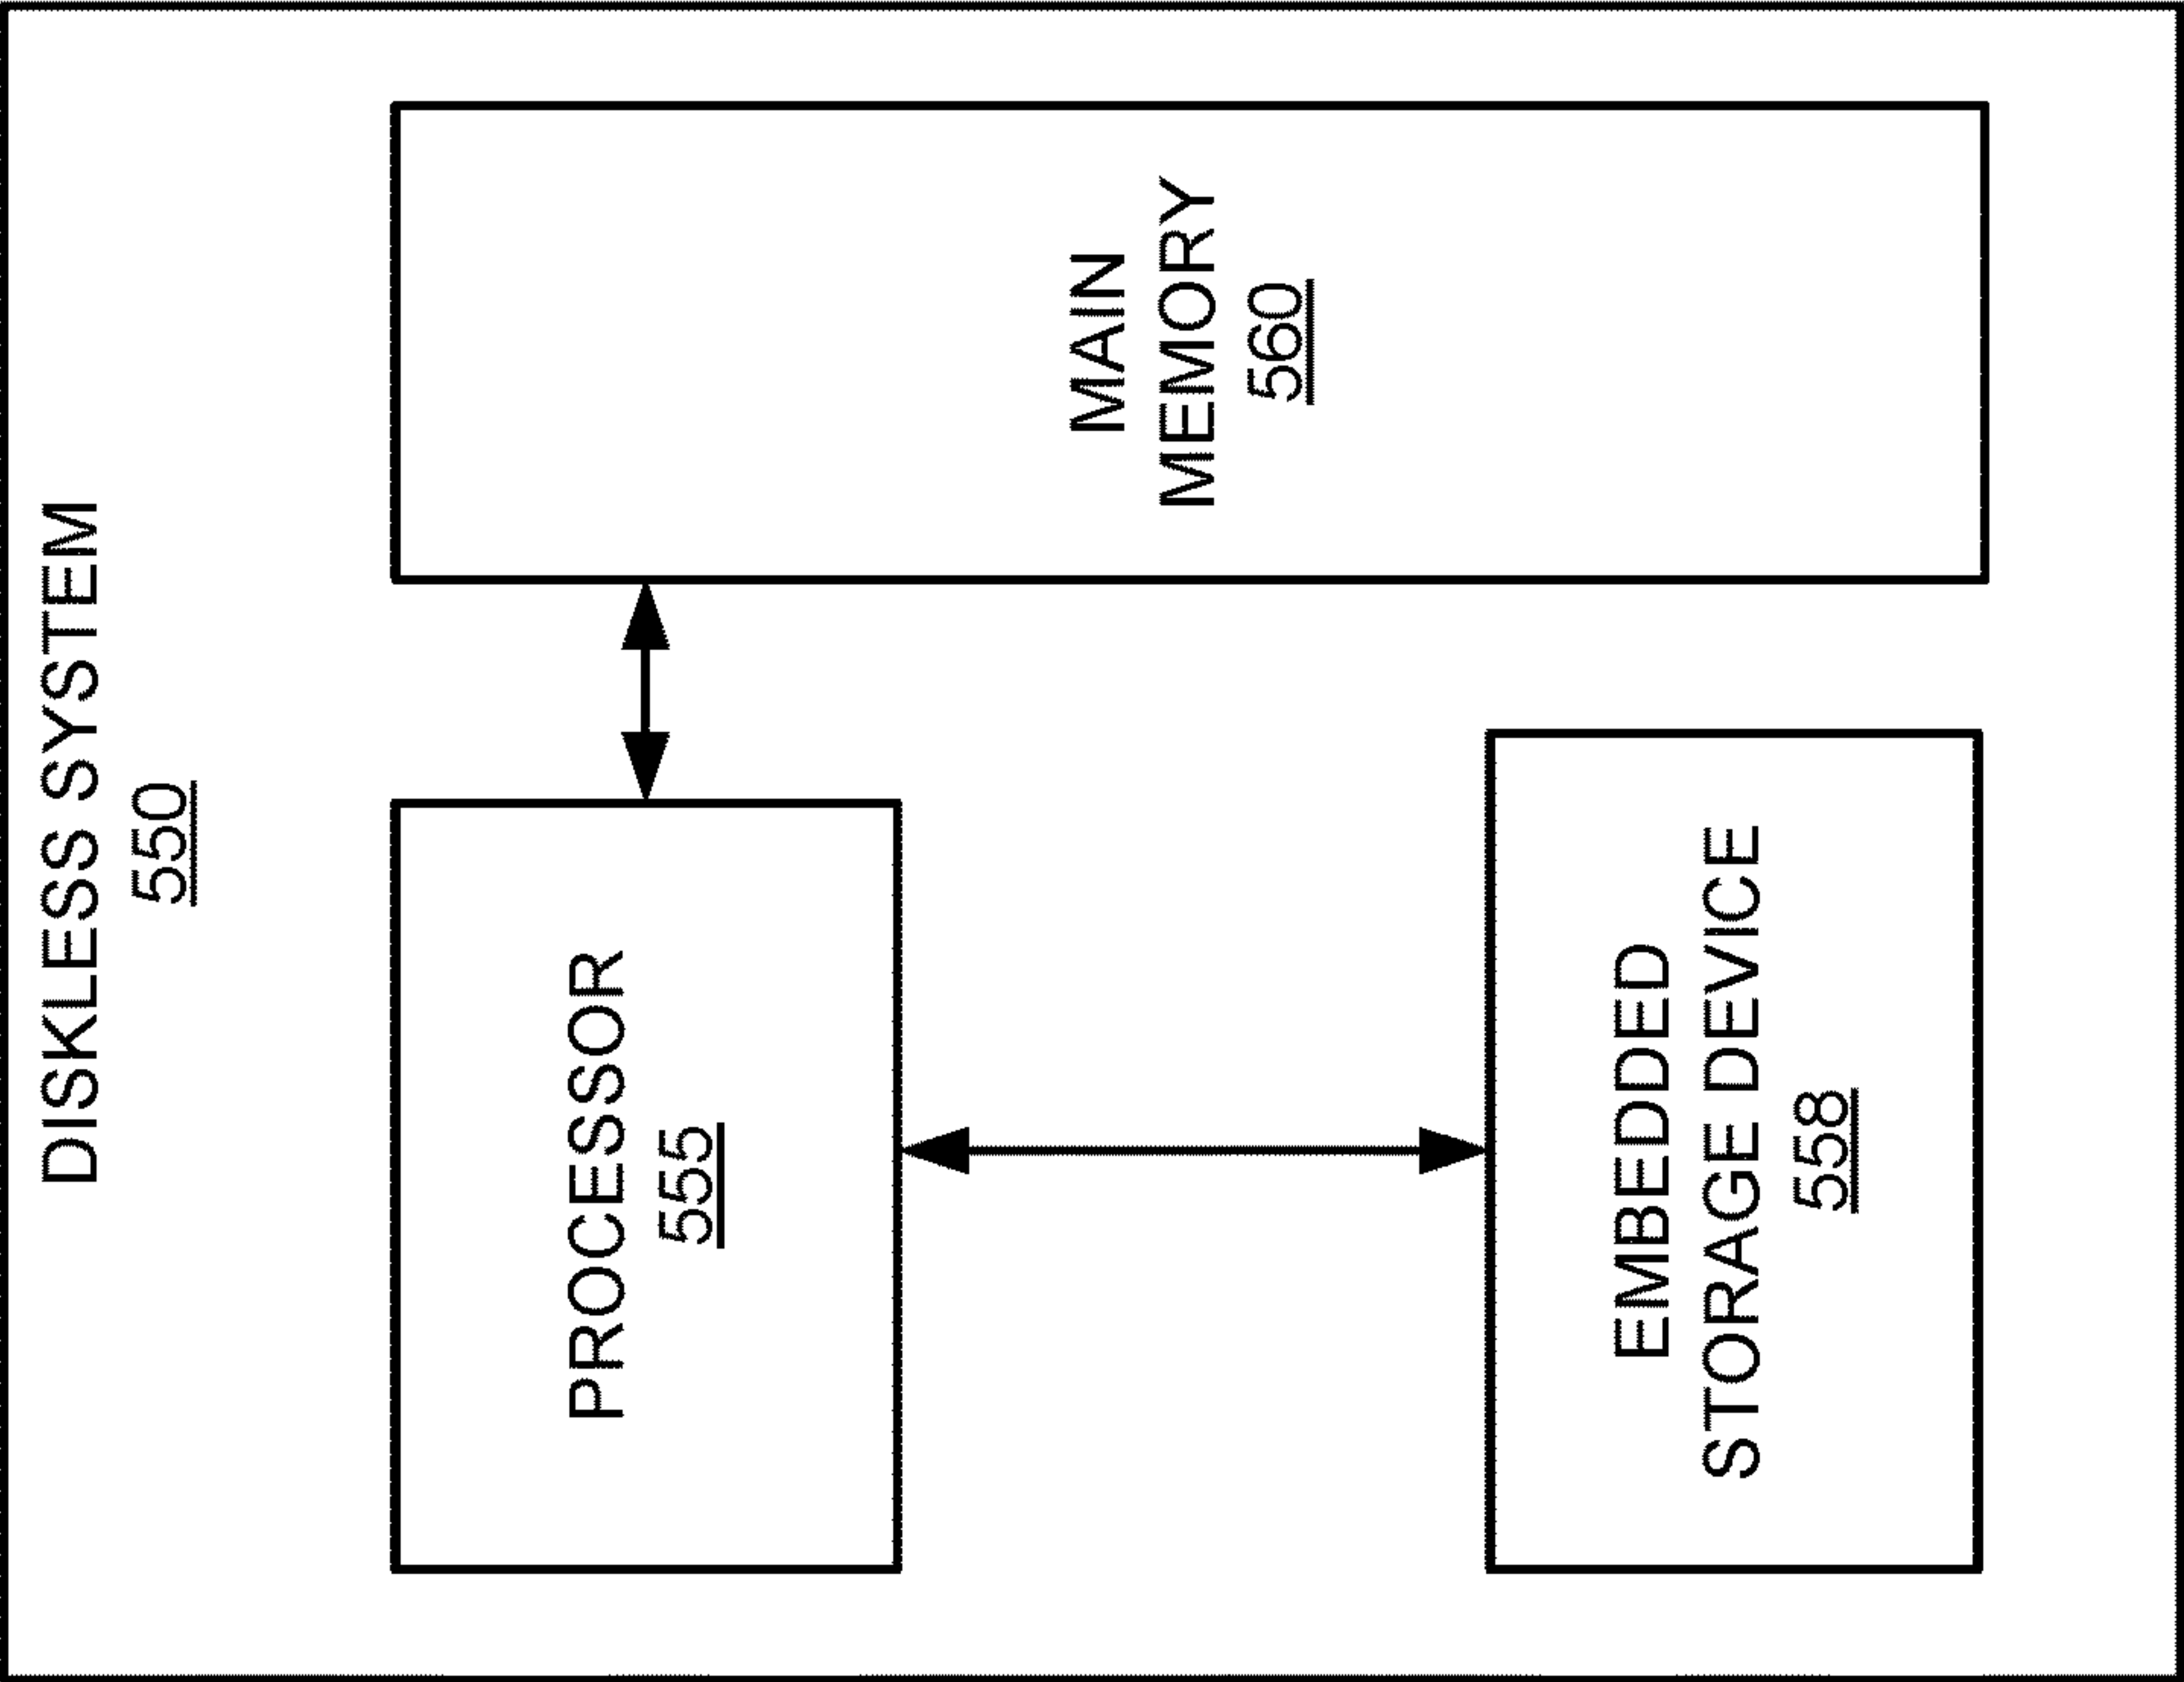 DISKLESS SYSTEM
550
PROCESSOR
555
MAIN
MEMORY
560
EMBEDDED
STORAGE DEVICE
558